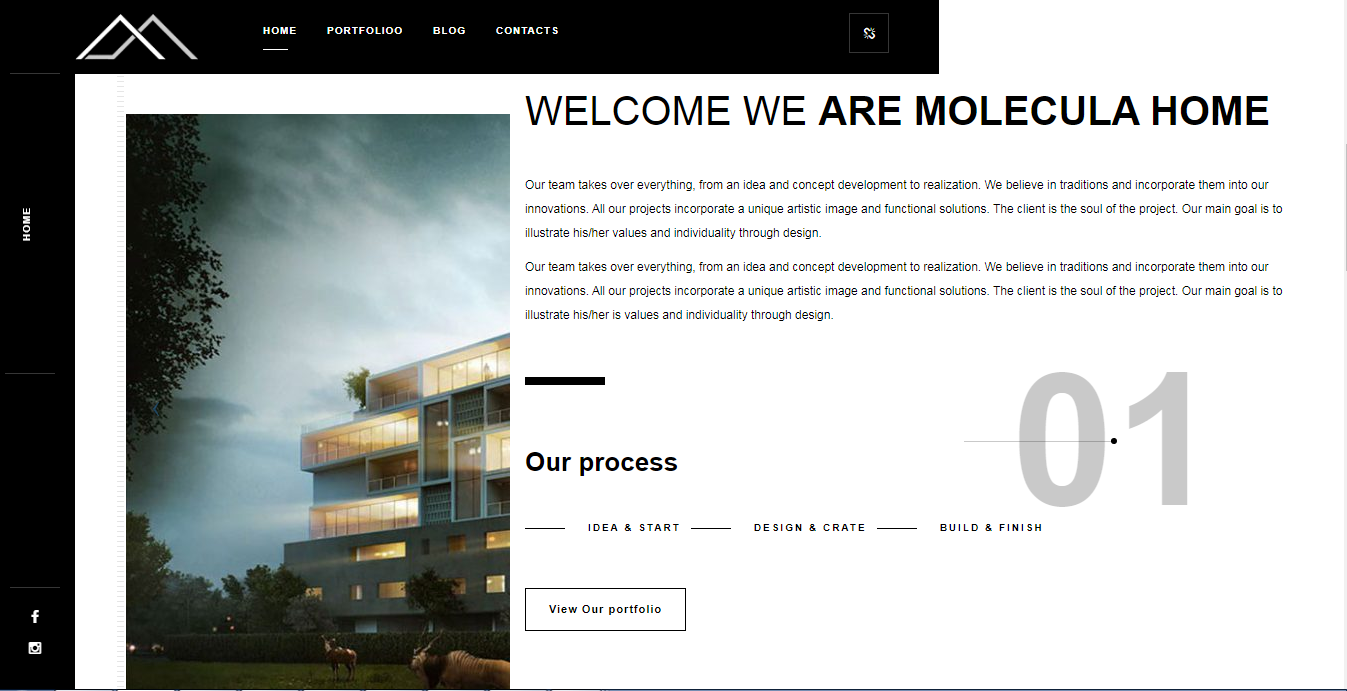 HOME PORTFOLIOO BLOG CONTACTS
HOME
WELCOME WE ARE MOLECULA HOME
Our team takes over everything, from an idea and concept development to realization. We believe in traditions and incorporate them into our
innovations. All our projects incorporate a unique artistic image and functional solutions. The client is the soul of the project. Our main goal is to
illustrate his/her values and individuality through design.
Our team takes over everything, from an idea and concept development to realization. We believe in traditions and incorporate them into our
innovations. All our projects incorporate a unique artistic image and functional solutions. The client is the soul of the project. Our main goal is to
illustrate his/her is values and individuality through design.
01
Our process
IDEA & START DESIGN & CRATE BUILD & FINISH
View Our portfolio